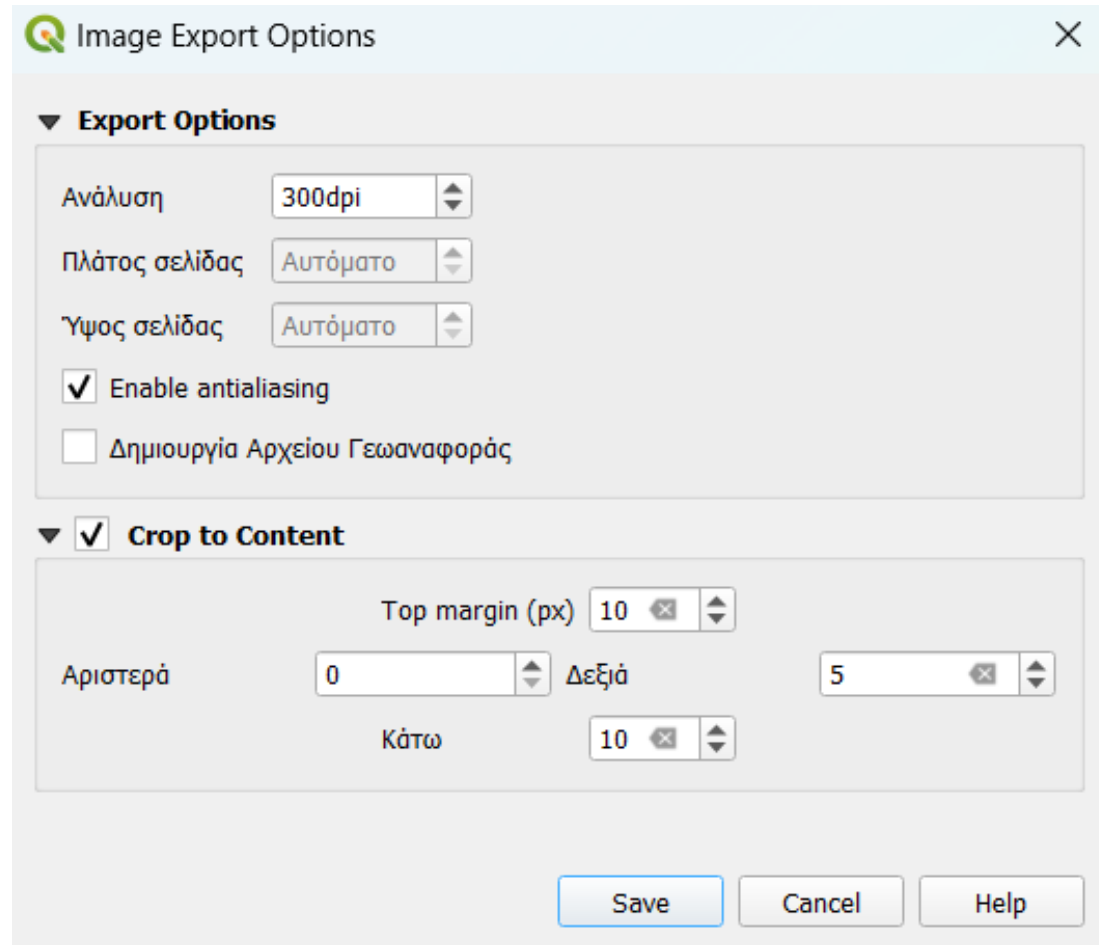 Image Export Options
Export Options
Ανάλυση 300dpi
Πλάτος σελίδας Αυτόματο
Ύψος σελίδας Αυτόματο
Enable antialiasing
Δημιουργία Αρχείου Γεωαναφοράς
Crop to Content
Top margin (px) 10
Αριστερά 0 Δεξιά 5
Κάτω 10
Save Cancel Help